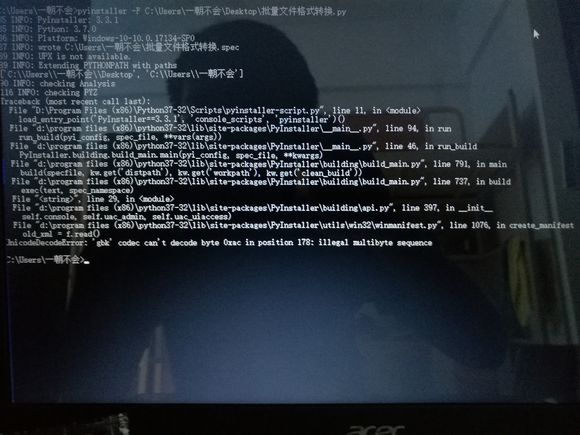 C:\Users\一朝不会>pyinstaller -F C:\Users\一朝不会\Desktop\批量文件格式转换.py
85 INFO: PyInstaller: 3.3.1
85 INFO: Python: 3.7.0
86 INFO: Platform: Windows-10-10.0.17134-SP0
87 INFO: wrote C:\Users\一朝不会\批量文件格式转换.spec
89 INFO: UPX is not available.
89 INFO: Extending PYTHONPATH with paths
['C:\\Users\\一朝不会\\Desktop', 'C:\\Users\\一朝不会']
90 INFO: checking Analysis
116 INFO: checking PYZ
Traceback (most recent call last):
File "D:\Program Files (x86)\Python37-32\Scripts\pyinstaller-script.py", line 11, in <module>
load_entry_point('PyInstaller==3.3.1', 'console_scripts', 'pyinstaller')()
File "d:\program files (x86)\python37-32\lib\site-packages\PyInstaller\__main__.py", line 94, in run
run_build(pyi_config, spec_file, **vars(args))
File "d:\program files (x86)\python37-32\lib\site-packages\PyInstaller\__main__.py", line 46, in run_build
PyInstaller.building.build_main.main(pyi_config, spec_file, **kwargs)
File "d:\program files (x86)\python37-32\lib\site-packages\PyInstaller\building\build_main.py", line 791, in main
build(specfile, kw.get('distpath'), kw.get('workpath'), kw.get('clean_build'))
File "d:\program files (x86)\python37-32\lib\site-packages\PyInstaller\building\build_main.py", line 737, in build
exec(text, spec_namespace)
File "<string>", line 29, in <module>
File "d:\program files (x86)\python37-32\lib\site-packages\PyInstaller\building\api.py", line 397, in __init__
self.console, self.uac_admin, self.uac_uiaccess)
File "d:\program files (x86)\python37-32\lib\site-packages\PyInstaller\utils\win32\winmanifest.py", line 1076, in create_manifest
old_xml = f.read()
UnicodeDecodeError: 'gbk' codec can't decode byte 0xac in position 178: illegal multibyte sequence
C:\Users\一朝不会>
acer